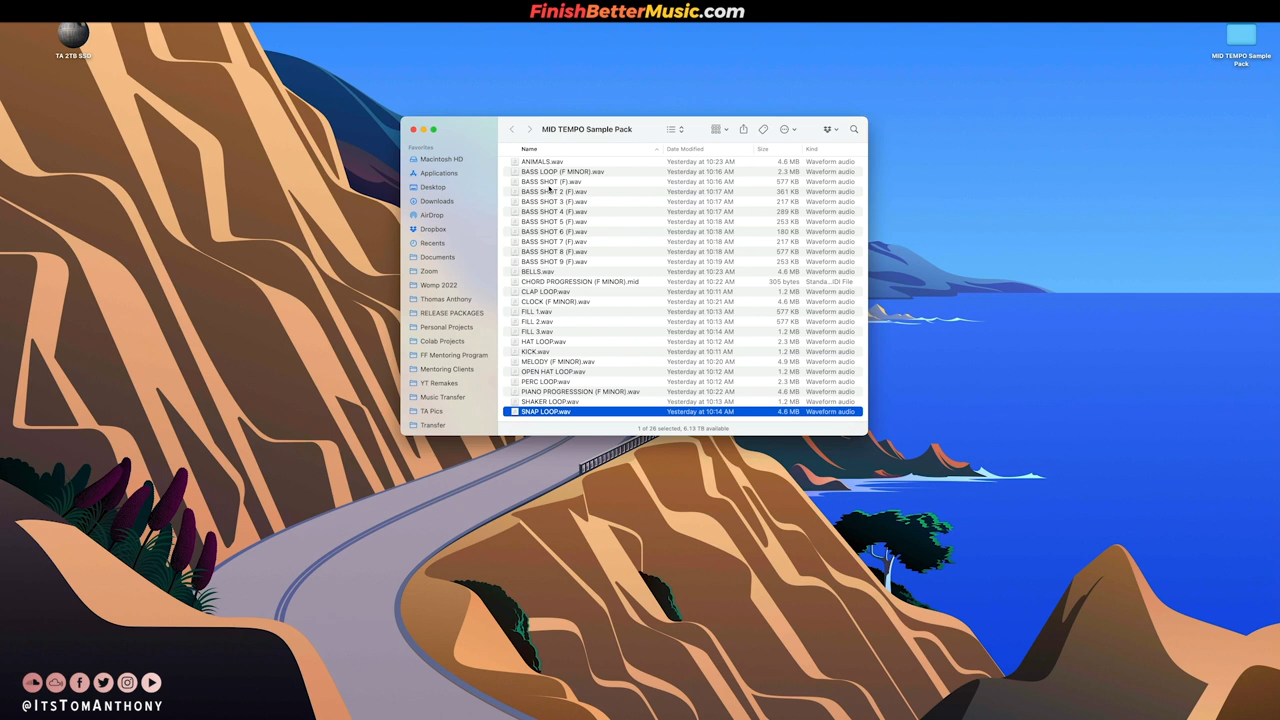 FinishBetterMusic.com
TA 2TB SSD
MID TEMPO Sample
Pack
MID TEMPO Sample Pack
Favorites
Macintosh HD
Applications
Desktop
Downloads
AirDrop
Dropbox
Recents
Documents
Zoom
Womp 2022
Thomas Anthony
RELEASE PACKAGES
Personal Projects
Colab Projects
FF Mentoring Program
Mentoring Clients
YT Remakes
Music Transfer
TA Pics
Transfer
Name Date Modified Size Kind
ANIMALS.wav Yesterday at 10:23 AM 4.6 MB Waveform audio
BASS LOOP (F MINOR).wav Yesterday at 10:16 AM 2.3 MB Waveform audio
BASS SHOT (F).wav Yesterday at 10:16 AM 577 KB Waveform audio
BASS SHOT 2 (F).wav Yesterday at 10:17 AM 361 KB Waveform audio
BASS SHOT 3 (F).wav Yesterday at 10:17 AM 217 KB Waveform audio
BASS SHOT 4 (F).wav Yesterday at 10:17 AM 289 KB Waveform audio
BASS SHOT 5 (F).wav Yesterday at 10:18 AM 253 KB Waveform audio
BASS SHOT 6 (F).wav Yesterday at 10:18 AM 180 KB Waveform audio
BASS SHOT 7 (F).wav Yesterday at 10:18 AM 217 KB Waveform audio
BASS SHOT 8 (F).wav Yesterday at 10:18 AM 577 KB Waveform audio
BASS SHOT 9 (F).wav Yesterday at 10:19 AM 253 KB Waveform audio
BELLS.wav Yesterday at 10:23 AM 4.6 MB Waveform audio
CHORD PROGRESSION (F MINOR).mid Yesterday at 10:22 AM 305 bytes Standa...IDI File
CLAP LOOP.wav Yesterday at 10:11 AM 1.2 MB Waveform audio
CLOCK (F MINOR).wav Yesterday at 10:21 AM 4.6 MB Waveform audio
FILL 1.wav Yesterday at 10:13 AM 577 KB Waveform audio
FILL 2.wav Yesterday at 10:13 AM 577 KB Waveform audio
FILL 3.wav Yesterday at 10:14 AM 1.2 MB Waveform audio
HAT LOOP.wav Yesterday at 10:12 AM 2.3 MB Waveform audio
KICK.wav Yesterday at 10:11 AM 1.2 MB Waveform audio
MELODY (F MINOR).wav Yesterday at 10:20 AM 4.9 MB Waveform audio
OPEN HAT LOOP.wav Yesterday at 10:12 AM 1.2 MB Waveform audio
PERC LOOP.wav Yesterday at 10:12 AM 2.3 MB Waveform audio
PIANO PROGRESSSION (F MINOR).wav Yesterday at 10:22 AM 4.6 MB Waveform audio
SHAKER LOOP.wav Yesterday at 10:13 AM 1.2 MB Waveform audio
SNAP LOOP.wav Yesterday at 10:14 AM 4.6 MB Waveform audio
1 of 26 selected, 6.13 TB available
@ItsTomAnthony